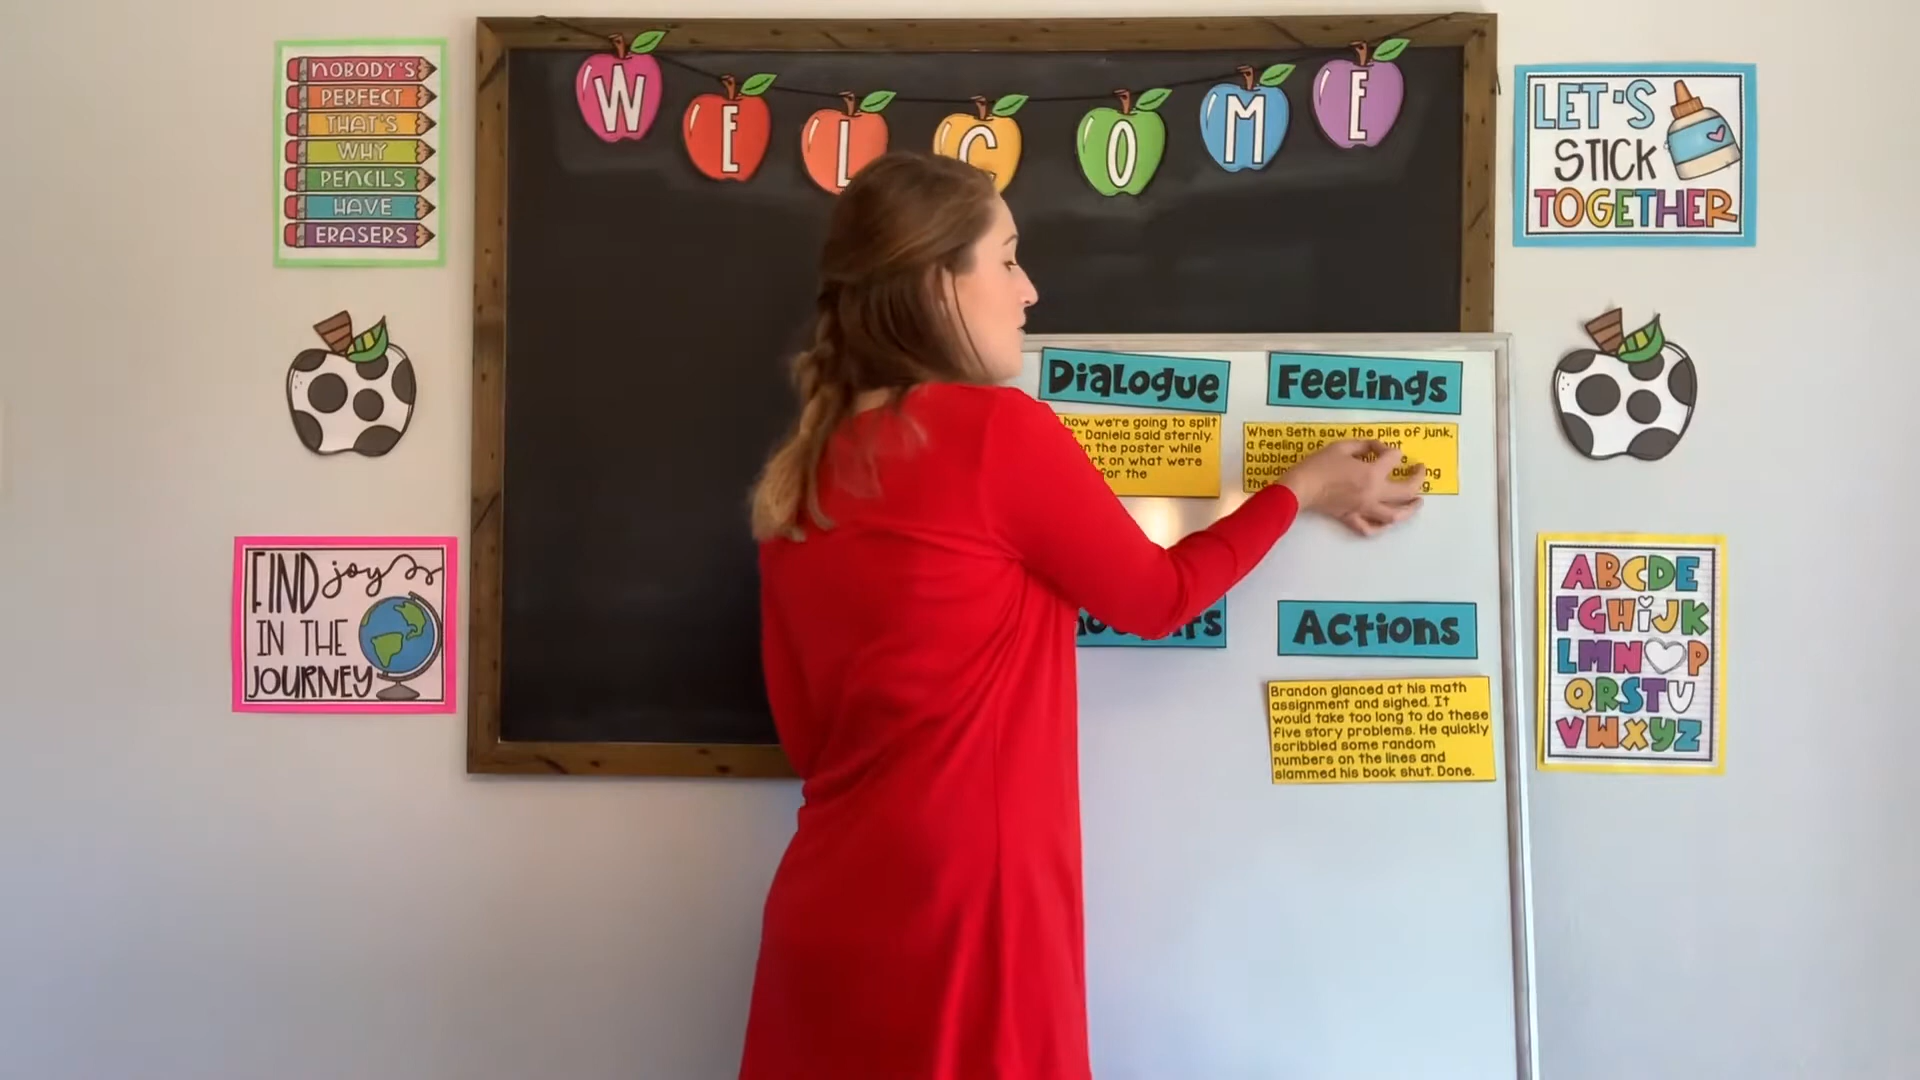 NOBODY'S
PERFECT
THAT'S
WHY
PENCILS
HAVE
ERASERS
WELCOME
LET'S
STICK
TOGETHER
FIND joy
IN THE
JOURNEY
Dialogue
how we're going to split
Daniela said sternly.
the poster while
on what we're
for the
Feelings
When Seth saw the pile of junk,
a feeling of
bubbled
the
Actions
Brandon glanced at his math
assignment and sighed. It
would take too long to do these
five story problems. He quickly
scribbled some random
numbers on the lines and
slammed his book shut. Done.
ABCDE
FGHiJK
LMN P
QRSTU
VWXYZ